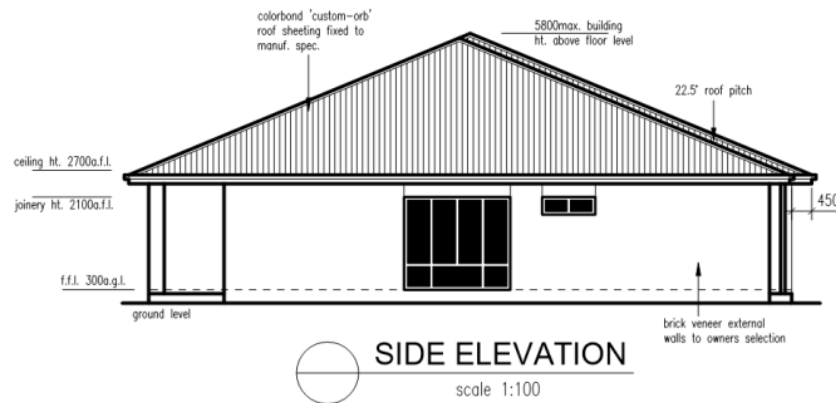 colorbond 'custom-orb'
roof sheeting fixed to
manuf. spec.
5800max. building
ht. above floor level
22.5° roof pitch
ceiling ht. 2700a.f.l.
joinery ht. 2100a.f.l.
450
f.f.l. 300a.g.l.
ground level
brick veneer external
walls to owners selection
SIDE ELEVATION
scale 1:100